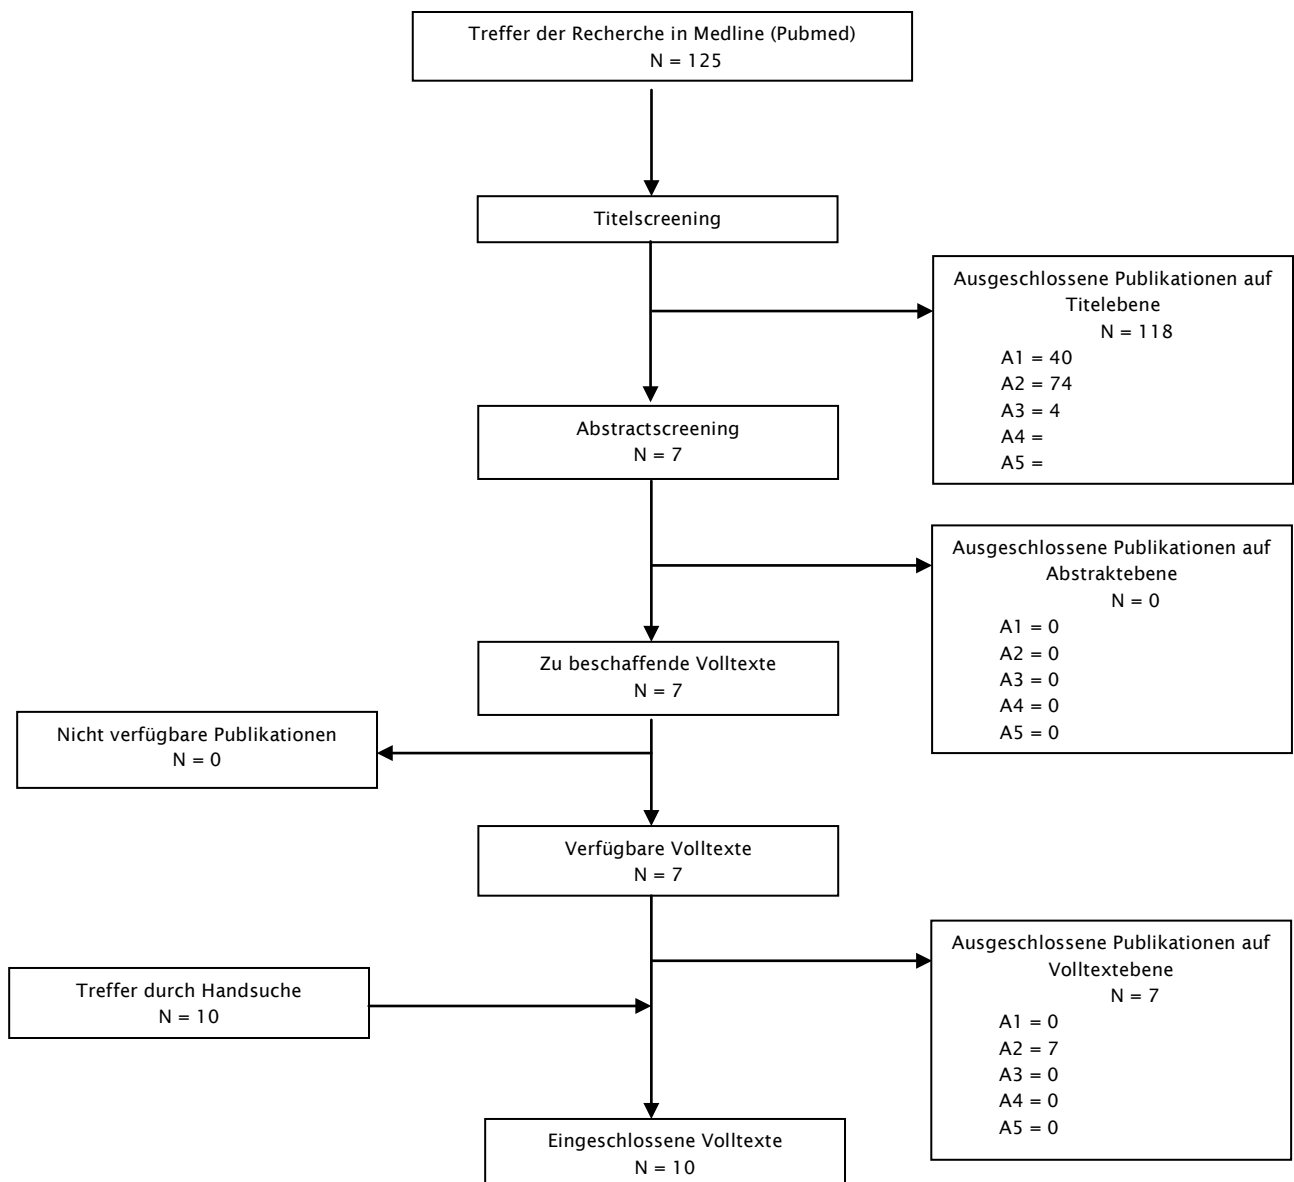 Treffer der Recherche in Medline (Pubmed)
N = 125
Titelscreening
Ausgeschlossene Publikationen auf
Titelebene
N = 118
A1 = 40
A2 = 74
A3 = 4
A4 =
A5 =
Abstractscreening
N = 7
Ausgeschlossene Publikationen auf
Abstraktebene
N = 0
A1 = 0
A2 = 0
A3 = 0
A4 = 0
A5 = 0
Zu beschaffende Volltexte
N = 7
Nicht verfügbare Publikationen
N = 0
Verfügbare Volltexte
N = 7
Ausgeschlossene Publikationen auf
Volltextebene
N = 7
A1 = 0
A2 = 7
A3 = 0
A4 = 0
A5 = 0
Treffer durch Handsuche
N = 10
Eingeschlossene Volltexte
N = 10